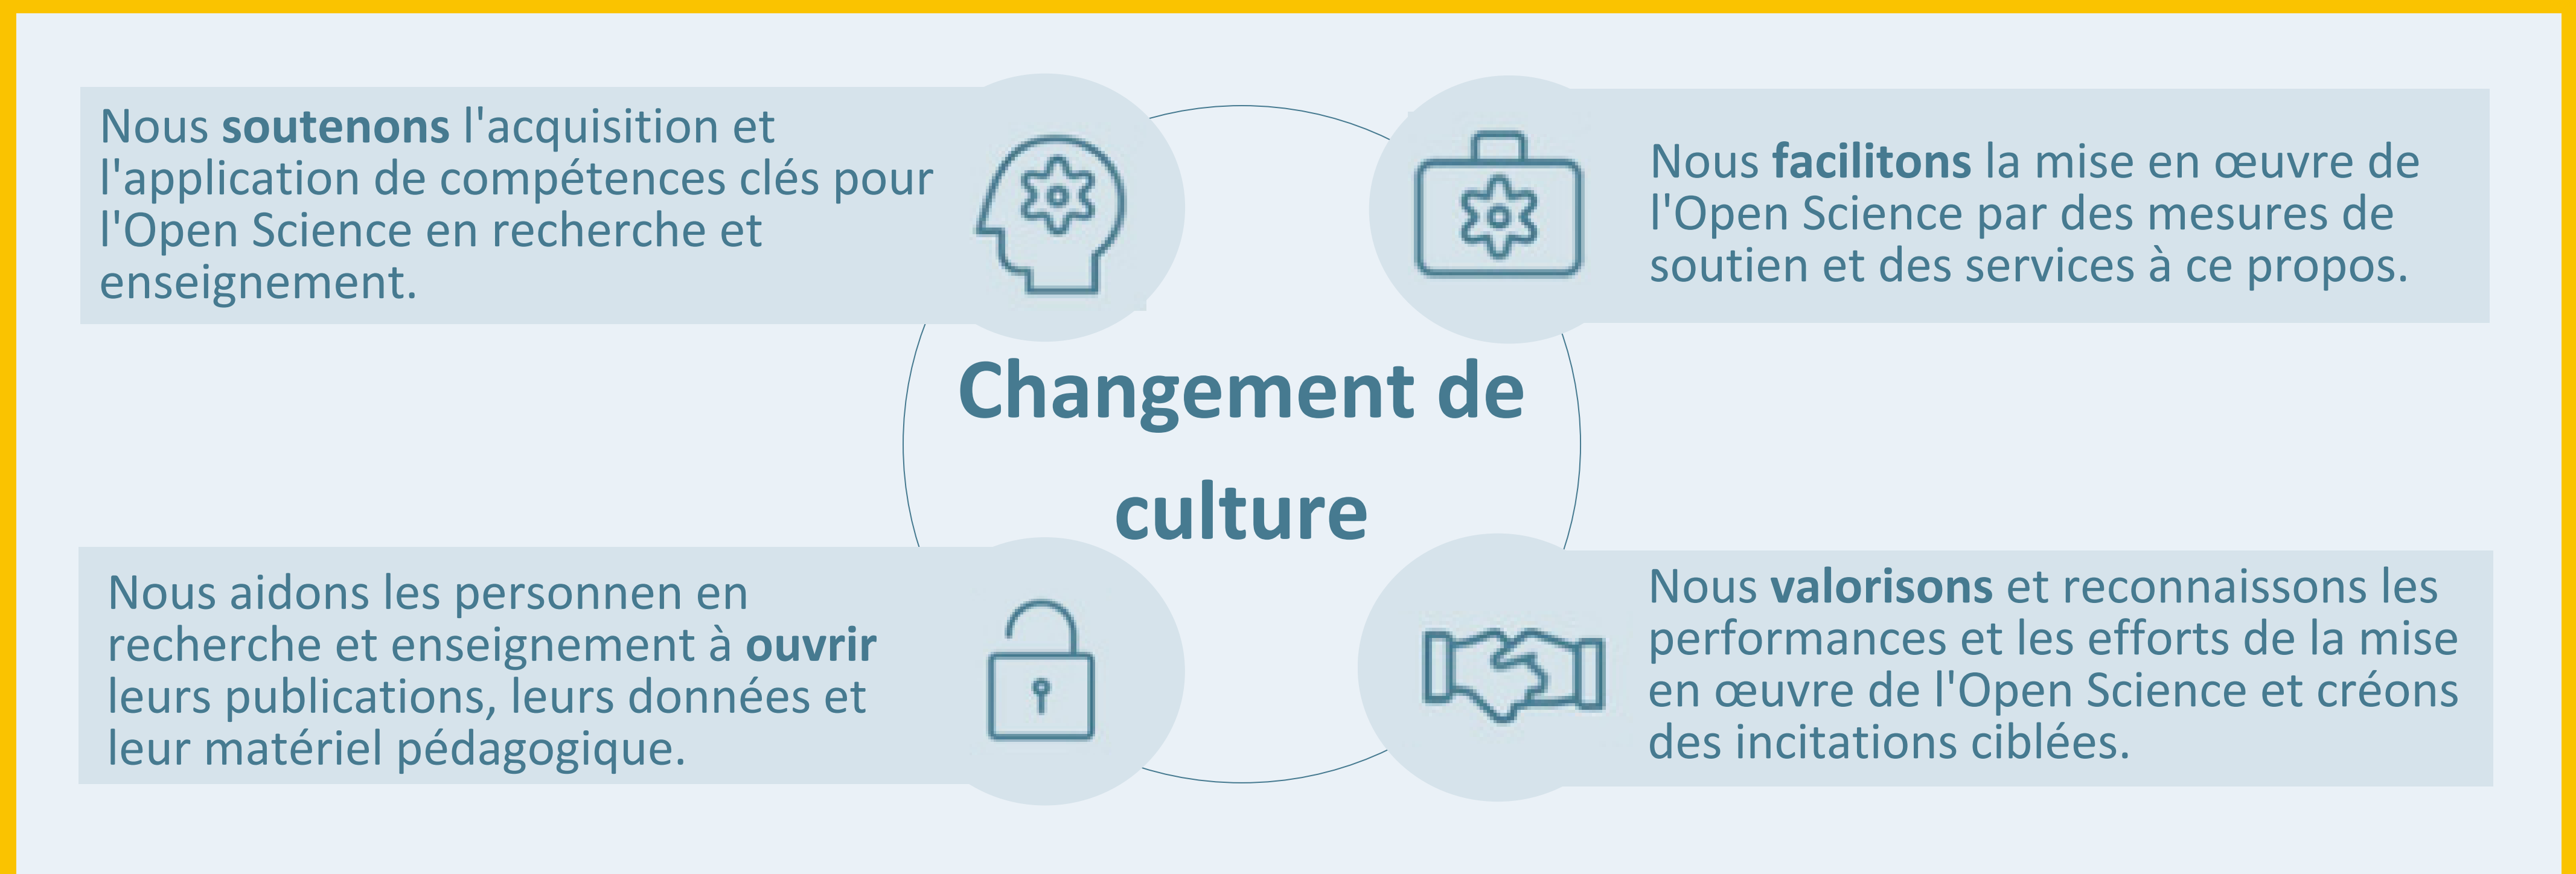 Nous soutenons l'acquisition et
l'application de compétences clés pour
l'Open Science en recherche et
enseignement.
Nous facilitons la mise en œuvre de
l'Open Science par des mesures de
soutien et des services à ce propos.
Changement de
culture
Nous aidons les personnen en
recherche et enseignement à ouvrir
leurs publications, leurs données et
leur matériel pédagogique.
Nous valorisons et reconnaissons les
performances et les efforts de la mise
en œuvre de l'Open Science et créons
des incitations ciblées.